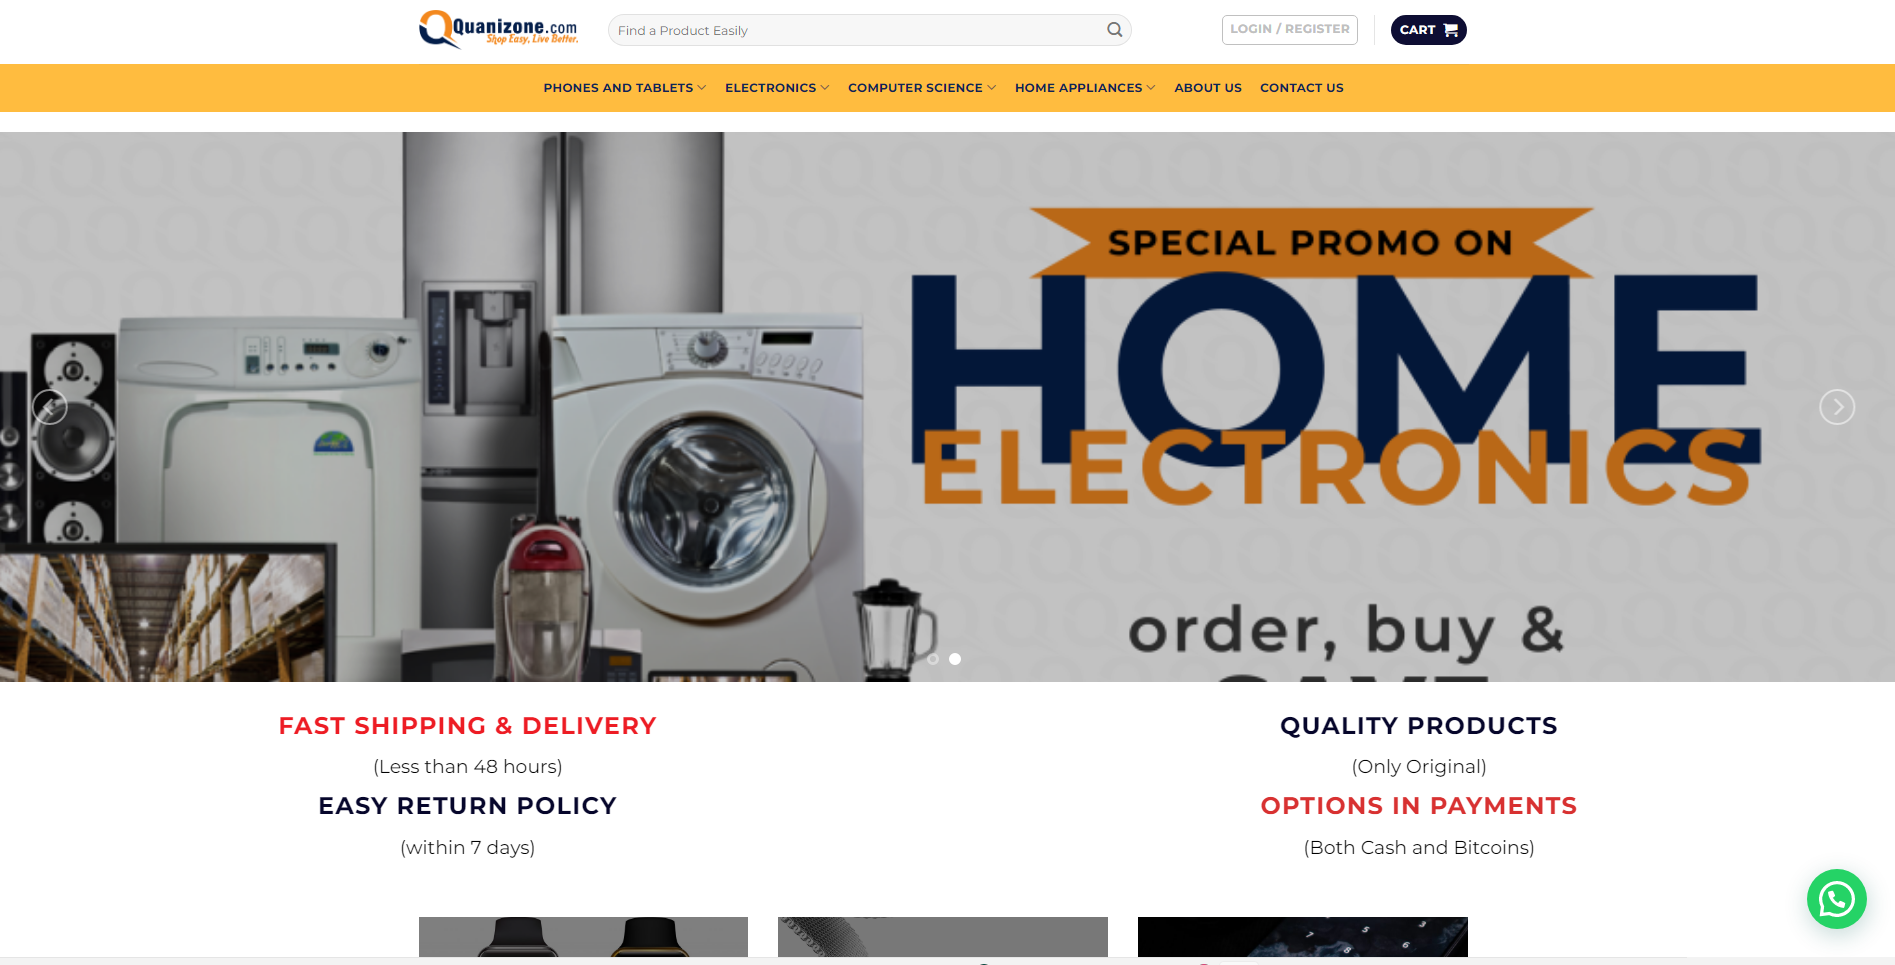 Quanizone.com
Shop Easy, Live Better.
Find a Product Easily
LOGIN / REGISTER
CART
PHONES AND TABLETS
ELECTRONICS
COMPUTER SCIENCE
HOME APPLIANCES
ABOUT US
CONTACT US
SPECIAL PROMO ON
HOME
ELECTRONICS
order, buy &
FAST SHIPPING & DELIVERY
(Less than 48 hours)
EASY RETURN POLICY
(within 7 days)
QUALITY PRODUCTS
(Only Original)
OPTIONS IN PAYMENTS
(Both Cash and Bitcoins)